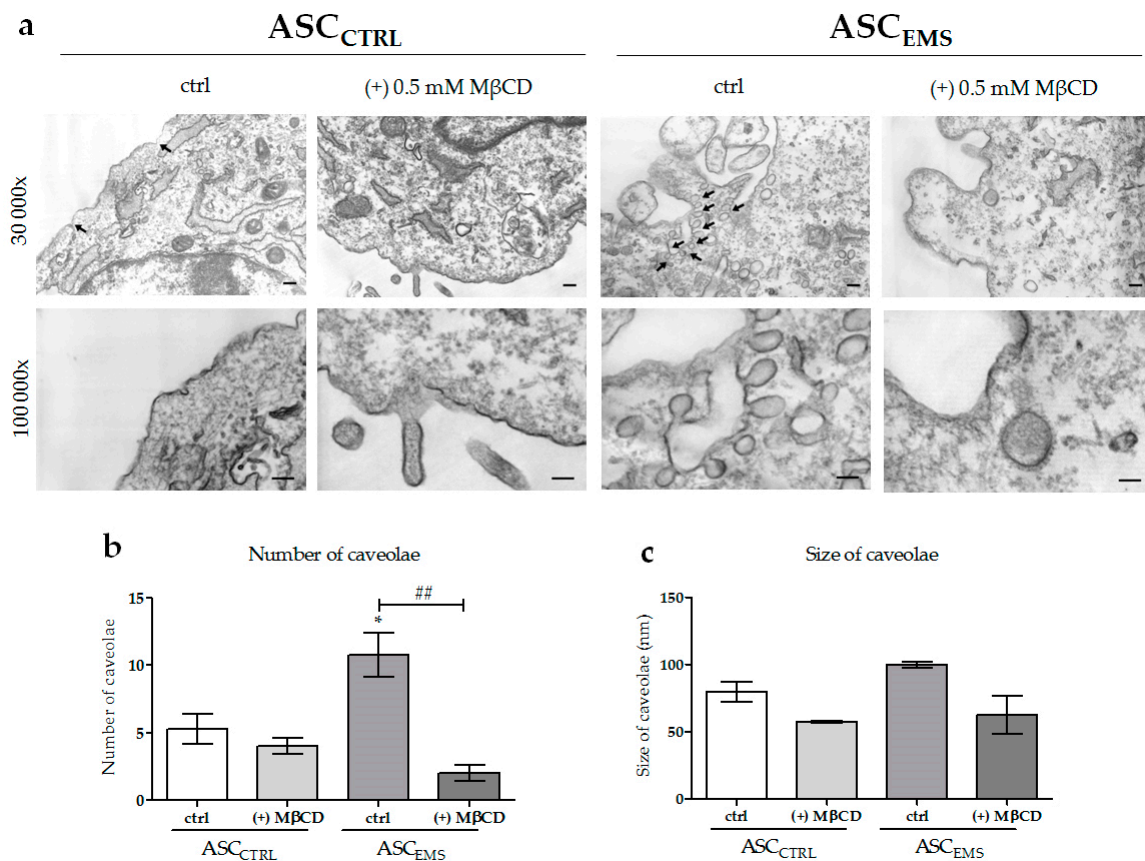 a
ASCCTRL
ASCEMS
ctrl
(+) 0.5 mM MβCD
ctrl
(+) 0.5 mM MβCD
30 000x
100 000x
b
Number of caveolae
Number of caveolae
15
10
5
0
*
##
ctrl
(+) MβCD
ctrl
(+) MβCD
ASCCTRL
ASCEMS
c
Size of caveolae
Size of caveolae (nm)
150
100
50
0
ctrl
(+) MβCD
ctrl
(+) MβCD
ASCCTRL
ASCEMS